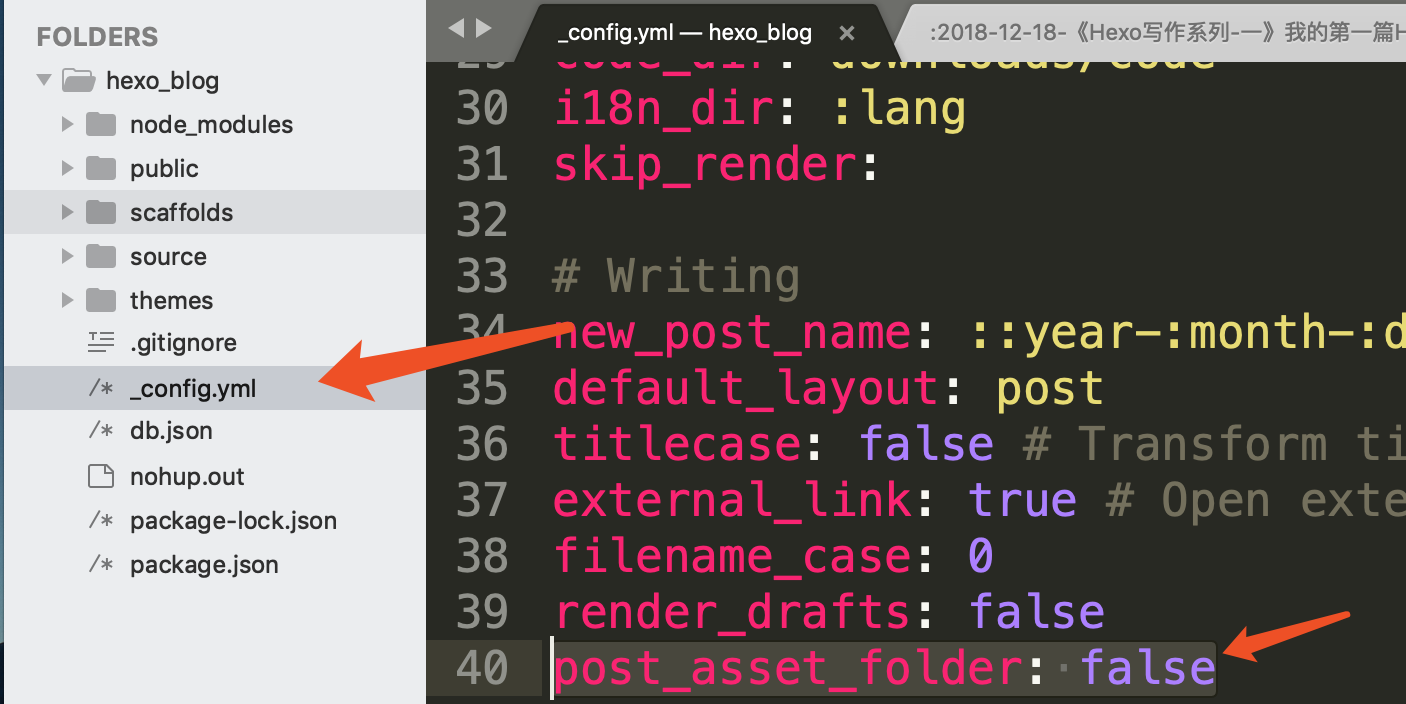 FOLDERS
hexo_blog
node_modules
public
scaffolds
source
themes
.gitignore
/* _config.yml
/* db.json
nohup.out
/* package-lock.json
/* package.json
_config.yml — hexo_blog ×
:2018-12-18-《Hexo写作系列-一》我的第一篇H
29 code_dir: downloads/code
30 i18n_dir: :lang
31 skip_render:
32
33 # Writing
34 new_post_name: ::year-:month-:d
35 default_layout: post
36 titlecase: false # Transform ti
37 external_link: true # Open exte
38 filename_case: 0
39 render_drafts: false
40 post_asset_folder: false